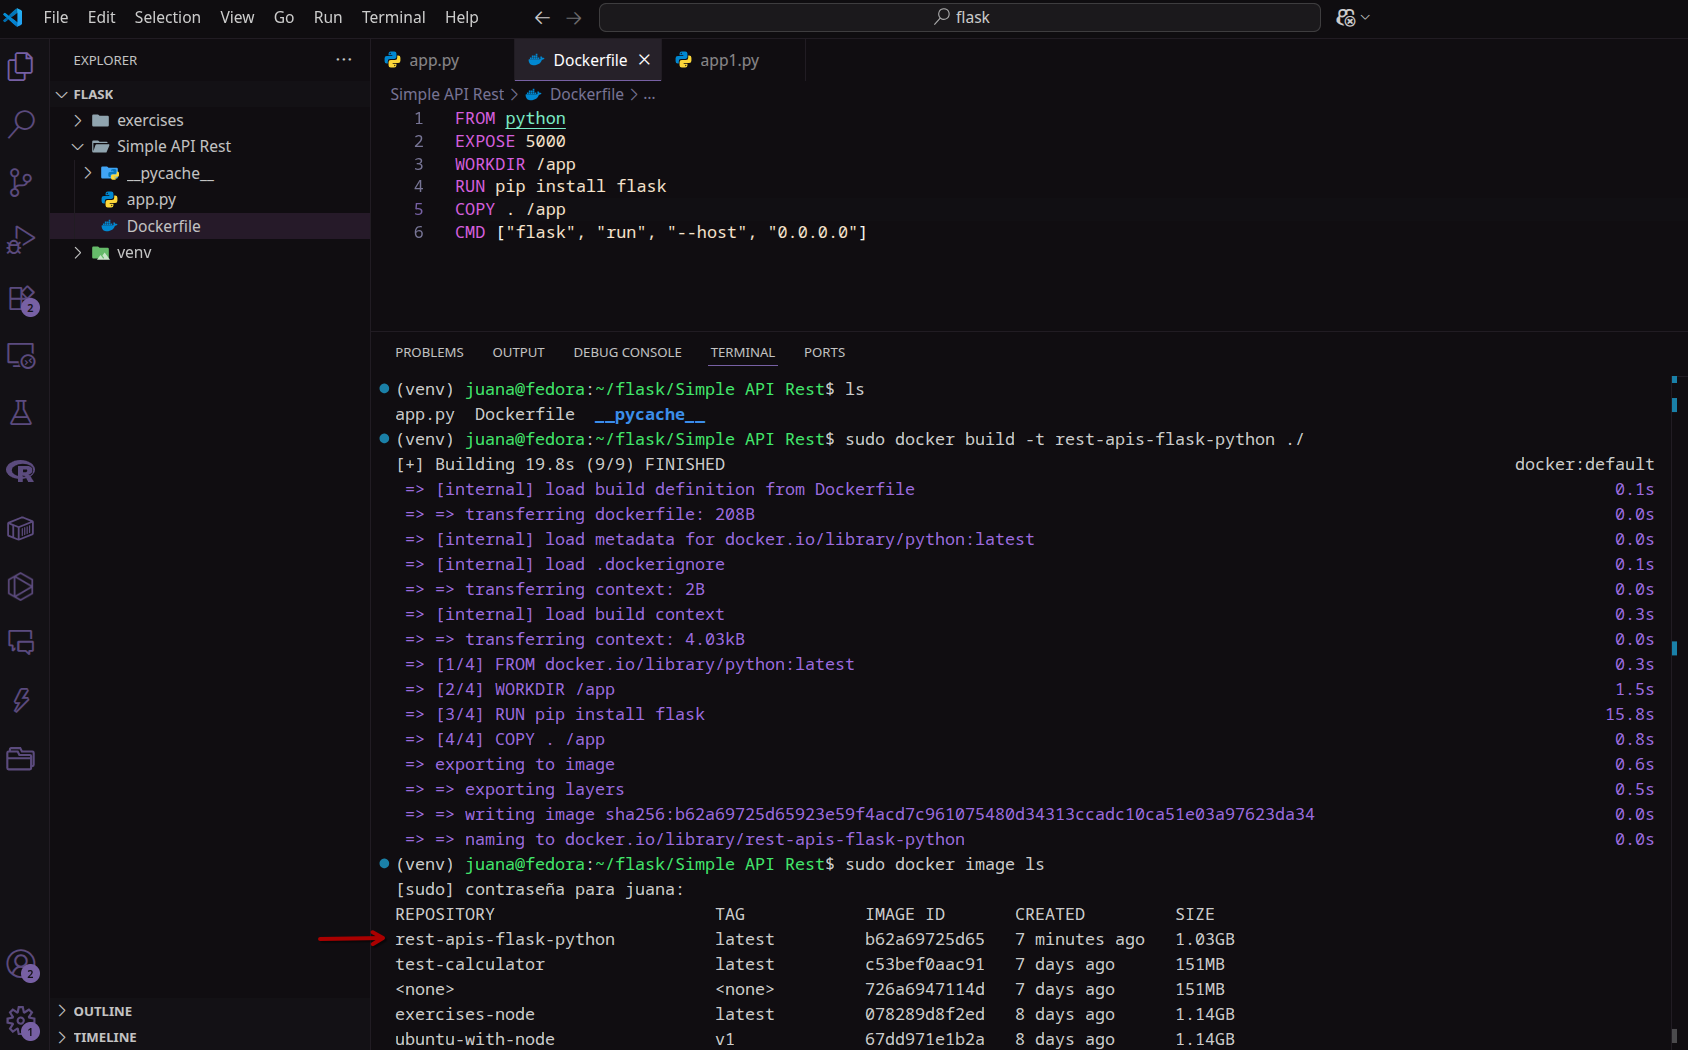 File Edit Selection View Go Run Terminal Help
flask
EXPLORER
FLASK
exercises
Simple API Rest
__pycache__
app.py
Dockerfile
venv
OUTLINE
TIMELINE
2
2
1
app.py Dockerfile app1.py
Simple API Rest > Dockerfile > ...
1 FROM python
2 EXPOSE 5000
3 WORKDIR /app
4 RUN pip install flask
5 COPY . /app
6 CMD ["flask", "run", "--host", "0.0.0.0"]
PROBLEMS OUTPUT DEBUG CONSOLE TERMINAL PORTS
(venv) juana@fedora:~/flask/Simple API Rest$ ls
app.py Dockerfile __pycache__
(venv) juana@fedora:~/flask/Simple API Rest$ sudo docker build -t rest-apis-flask-python ./
[+] Building 19.8s (9/9) FINISHED docker:default
=> [internal] load build definition from Dockerfile 0.1s
=> => transferring dockerfile: 208B 0.0s
=> [internal] load metadata for docker.io/library/python:latest 0.0s
=> [internal] load .dockerignore 0.1s
=> => transferring context: 2B 0.0s
=> [internal] load build context 0.3s
=> => transferring context: 4.03kB 0.0s
=> [1/4] FROM docker.io/library/python:latest 0.3s
=> [2/4] WORKDIR /app 1.5s
=> [3/4] RUN pip install flask 15.8s
=> [4/4] COPY . /app 0.8s
=> exporting to image 0.6s
=> => exporting layers 0.5s
=> => writing image sha256:b62a69725d65923e59f4acd7c961075480d34313ccadc10ca51e03a97623da34 0.0s
=> => naming to docker.io/library/rest-apis-flask-python 0.0s
(venv) juana@fedora:~/flask/Simple API Rest$ sudo docker image ls
[sudo] contraseña para juana:
REPOSITORY TAG IMAGE ID CREATED SIZE
rest-apis-flask-python latest b62a69725d65 7 minutes ago 1.03GB
test-calculator latest c53bef0aac91 7 days ago 151MB
<none> <none> 726a6947114d 7 days ago 151MB
exercises-node latest 078289d8f2ed 8 days ago 1.14GB
ubuntu-with-node v1 67dd971e1b2a 8 days ago 1.14GB